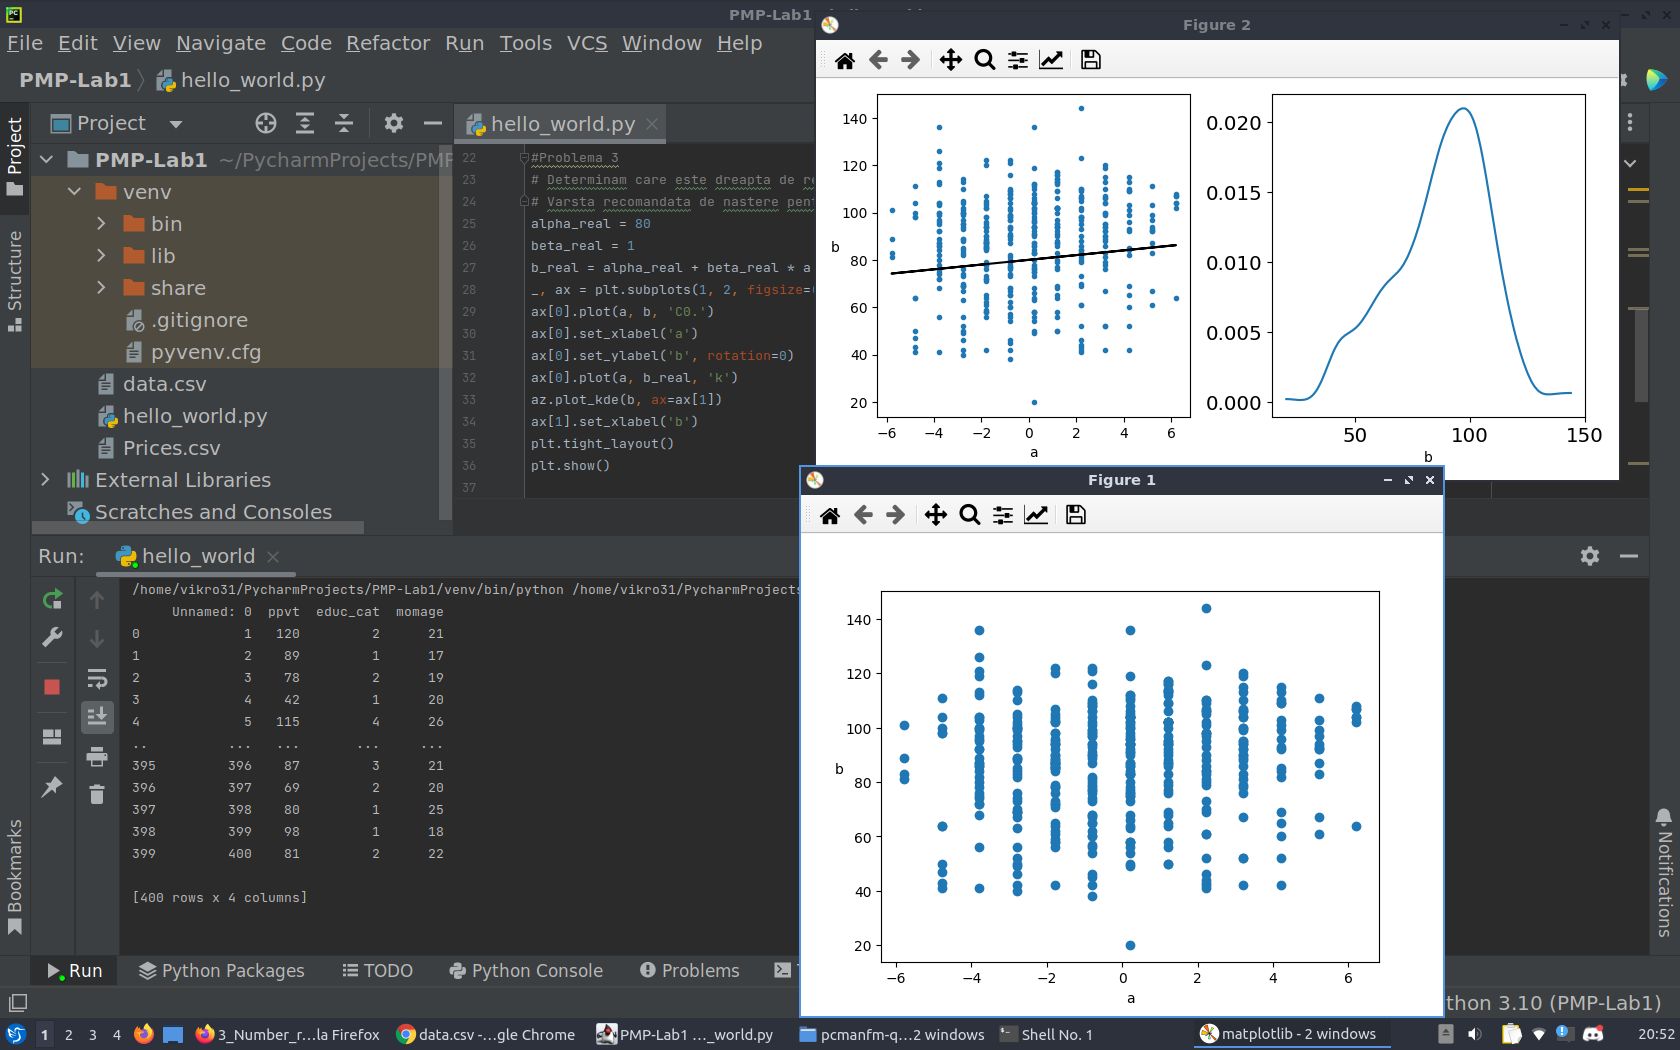 PMP-Lab1
File Edit View Navigate Code Refactor Run Tools VCS Window Help
PMP-Lab1 hello_world.py
Project
hello_world.py
Project
Structure
Bookmarks
Notifications
PMP-Lab1 ~/PycharmProjects/PMP
venv
bin
lib
share
.gitignore
pyvenv.cfg
data.csv
hello_world.py
Prices.csv
External Libraries
Scratches and Consoles
22 #Problema 3
23 # Determinam care este dreapta de re
24 # Varsta recomandata de nastere pent
25 alpha_real = 80
26 beta_real = 1
27 b_real = alpha_real + beta_real * a
28 _, ax = plt.subplots(1, 2, figsize=(
29 ax[0].plot(a, b, 'C0.')
30 ax[0].set_xlabel('a')
31 ax[0].set_ylabel('b', rotation=0)
32 ax[0].plot(a, b_real, 'k')
33 az.plot_kde(b, ax=ax[1])
34 ax[1].set_xlabel('b')
35 plt.tight_layout()
36 plt.show()
37
Figure 2
140
120
100
b
80
60
40
20
−6 −4 −2 0 2 4 6
a
0.020
0.015
0.010
0.005
0.000
50 100 150
b
Figure 1
140
120
100
b
80
60
40
20
−6 −4 −2 0 2 4 6
a
Run: hello_world
/home/vikro31/PycharmProjects/PMP-Lab1/venv/bin/python /home/vikro31/PycharmProjects
Unnamed: 0 ppvt educ_cat momage
0 1 120 2 21
1 2 89 1 17
2 3 78 2 19
3 4 42 1 20
4 5 115 4 26
.. ... ... ... ...
395 396 87 3 21
396 397 69 2 20
397 398 80 1 25
398 399 98 1 18
399 400 81 2 22
[400 rows x 4 columns]
Run Python Packages TODO Python Console Problems
thon 3.10 (PMP-Lab1)
1 2 3 4 3_Number_r...la Firefox data.csv -...gle Chrome PMP-Lab1 ..._world.py pcmanfm-q...2 windows Shell No. 1 matplotlib - 2 windows 20:52